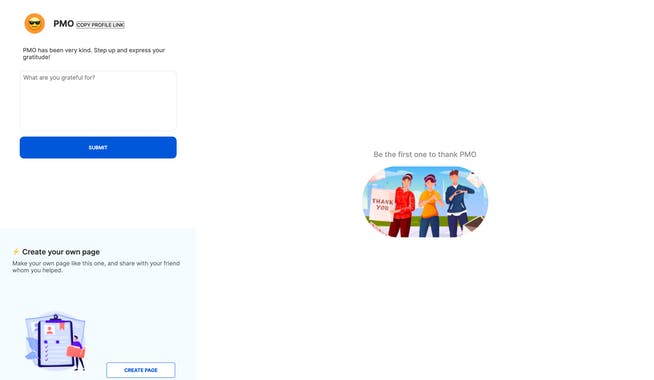 PMO COPY PROFILE LINK
PMO has been very kind. Step up and express your
gratitude!
What are you grateful for?
SUBMIT
Be the first one to thank PMO
THANK
YOU
⚡ Create your own page
Make your own page like this one, and share with your friend
whom you helped.
CREATE PAGE